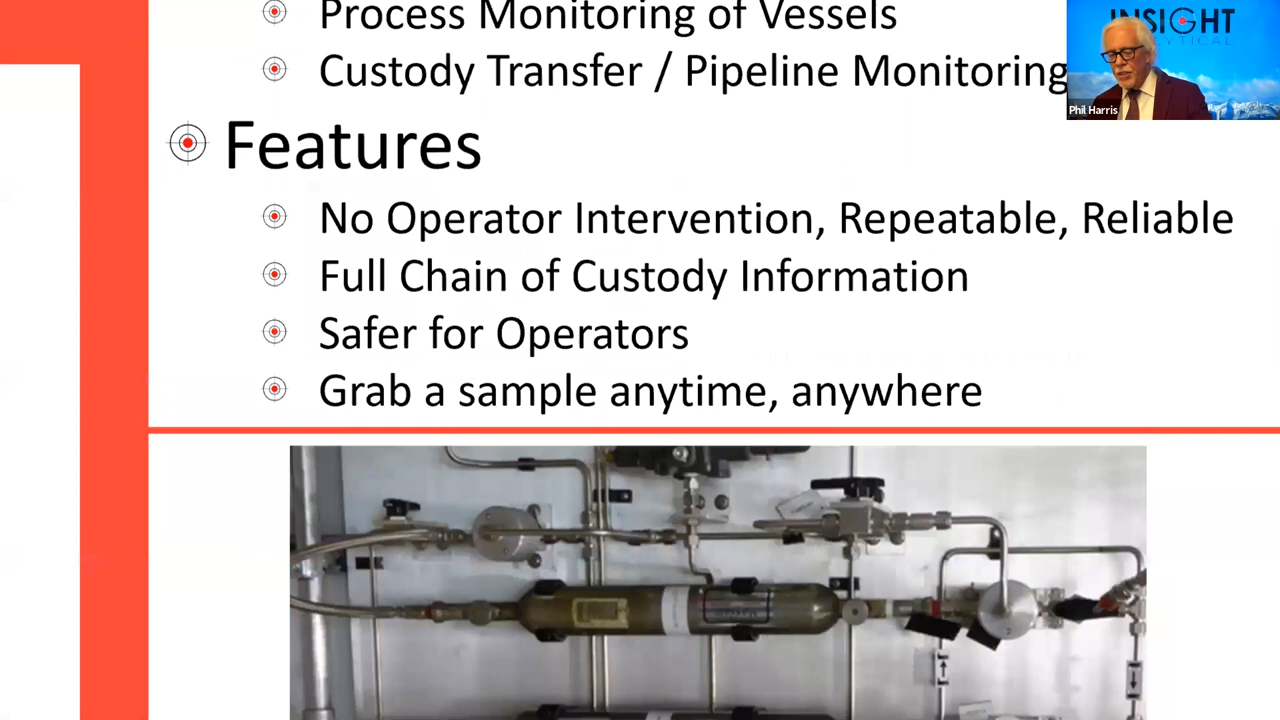 Process Monitoring of Vessels
Custody Transfer / Pipeline Monitoring
INSIGHT
Phil Harris
Features
No Operator Intervention, Repeatable, Reliable
Full Chain of Custody Information
Safer for Operators
Grab a sample anytime, anywhere